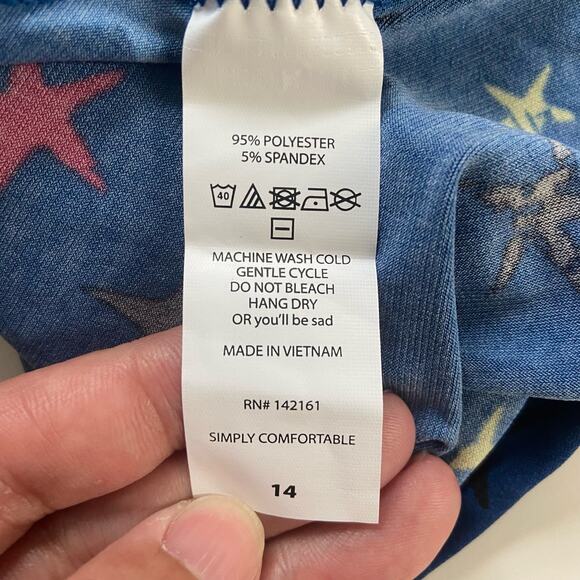 95% POLYESTER
5% SPANDEX
40
MACHINE WASH COLD
GENTLE CYCLE
DO NOT BLEACH
HANG DRY
OR you'll be sad
MADE IN VIETNAM
RN# 142161
SIMPLY COMFORTABLE
14